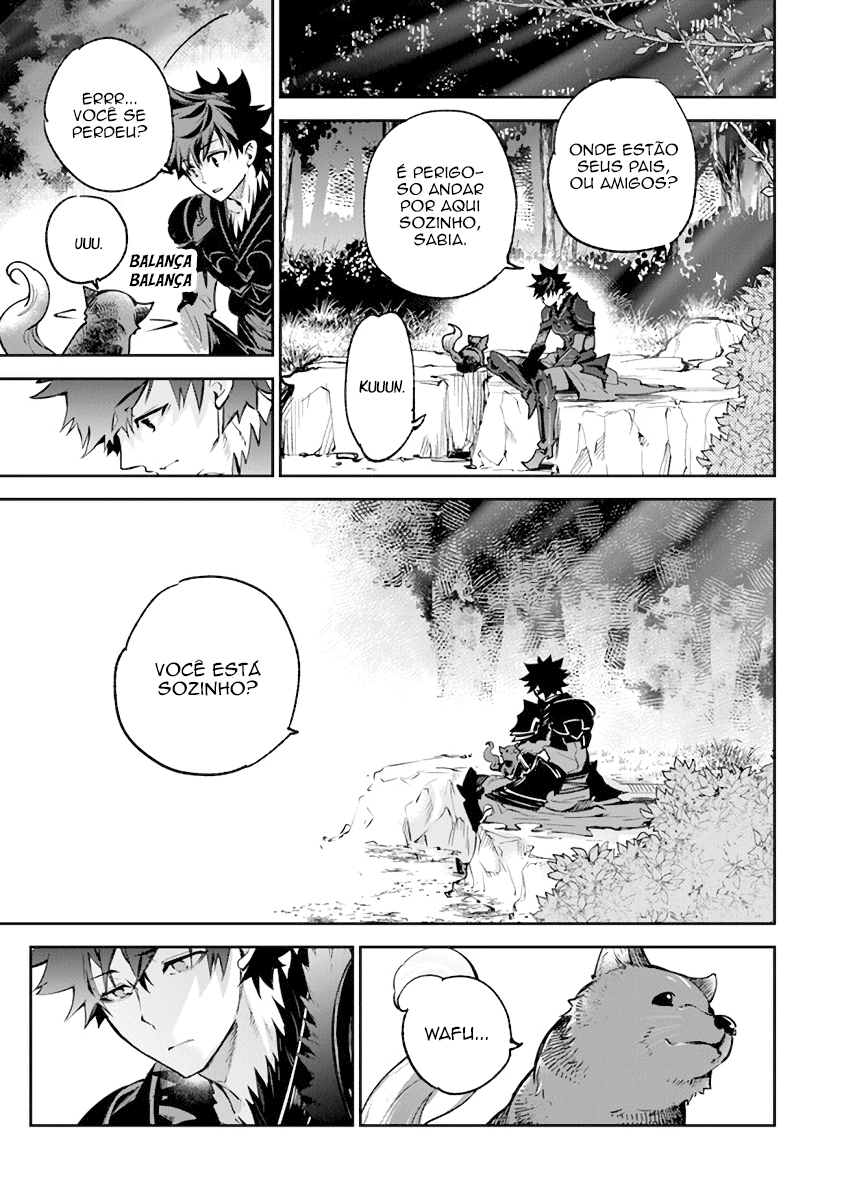 ONDE ESTÃO
SEUS PAIS,
OU AMIGOS?
É PERIGO-
SO ANDAR
POR AQUI
SOZINHO,
SABIA.
KUUUN.
ERRR...
VOCÊ SE
PERDEU?
UUU.
BALANÇA
BALANÇA
VOCÊ ESTÁ
SOZINHO?
WAFU...